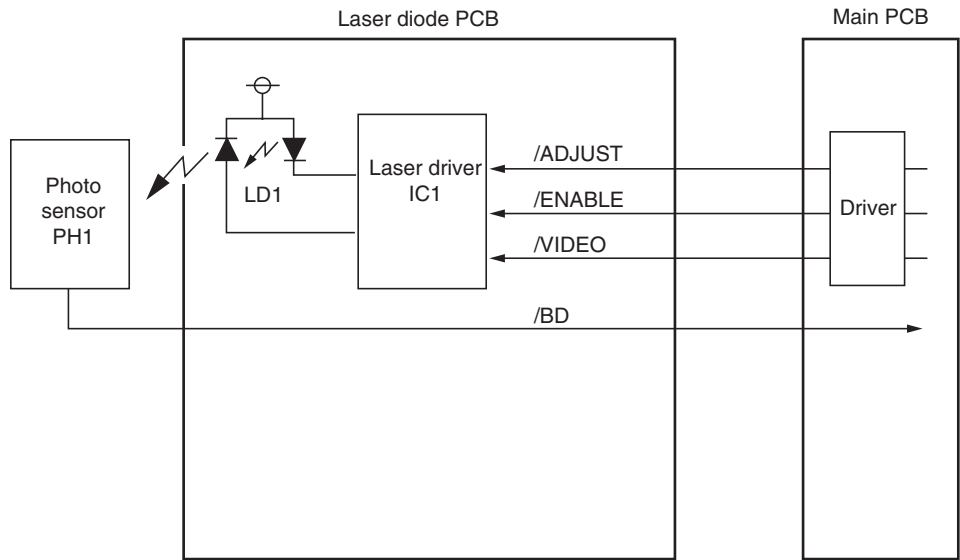 Laser diode PCB
Main PCB
Photo
sensor
PH1
LD1
Laser driver
IC1
/ADJUST
/ENABLE
/VIDEO
Driver
/BD